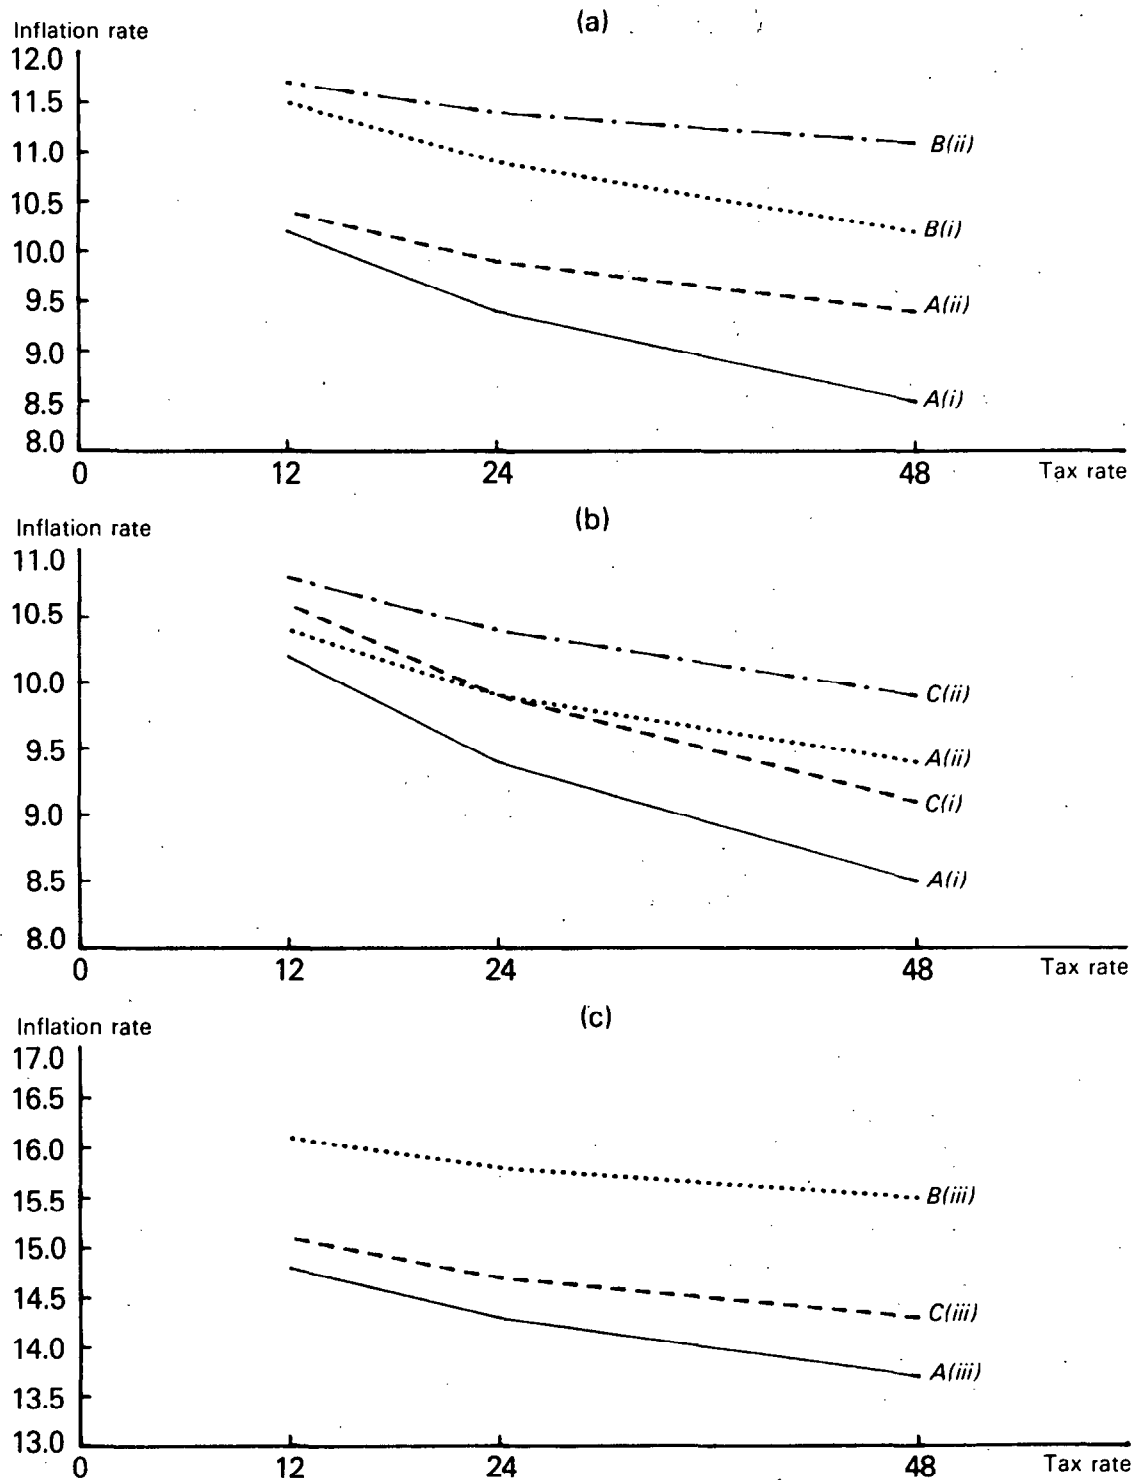 (a)
Inflation rate
12.0
11.5
11.0
10.5
10.0
9.5
9.0
8.5
8.0
B(ii)
B(i)
A(ii)
A(i)
0 12 24 48 Tax rate
(b)
Inflation rate
11.0
10.5
10.0
9.5
9.0
8.5
8.0
C(ii)
A(ii)
C(i)
A(i)
0 12 24 48 Tax rate
(c)
Inflation rate
17.0
16.5
16.0
15.5
15.0
14.5
14.0
13.5
13.0
B(iii)
C(iii)
A(iii)
0 12 24 48 Tax rate